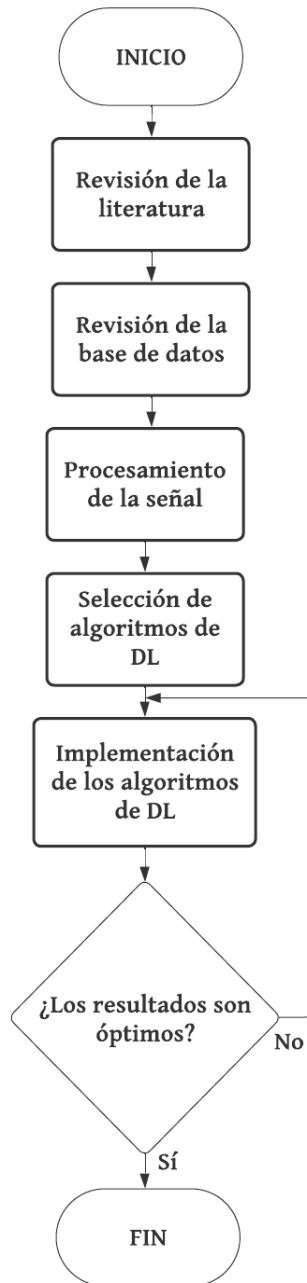 INICIO
Revisión de la
literatura
Revisión de la
base de datos
Procesamiento
de la señal
Selección de
algoritmos de
DL
Implementación
de los algoritmos
de DL
¿Los resultados son
óptimos?
No
Sí
FIN